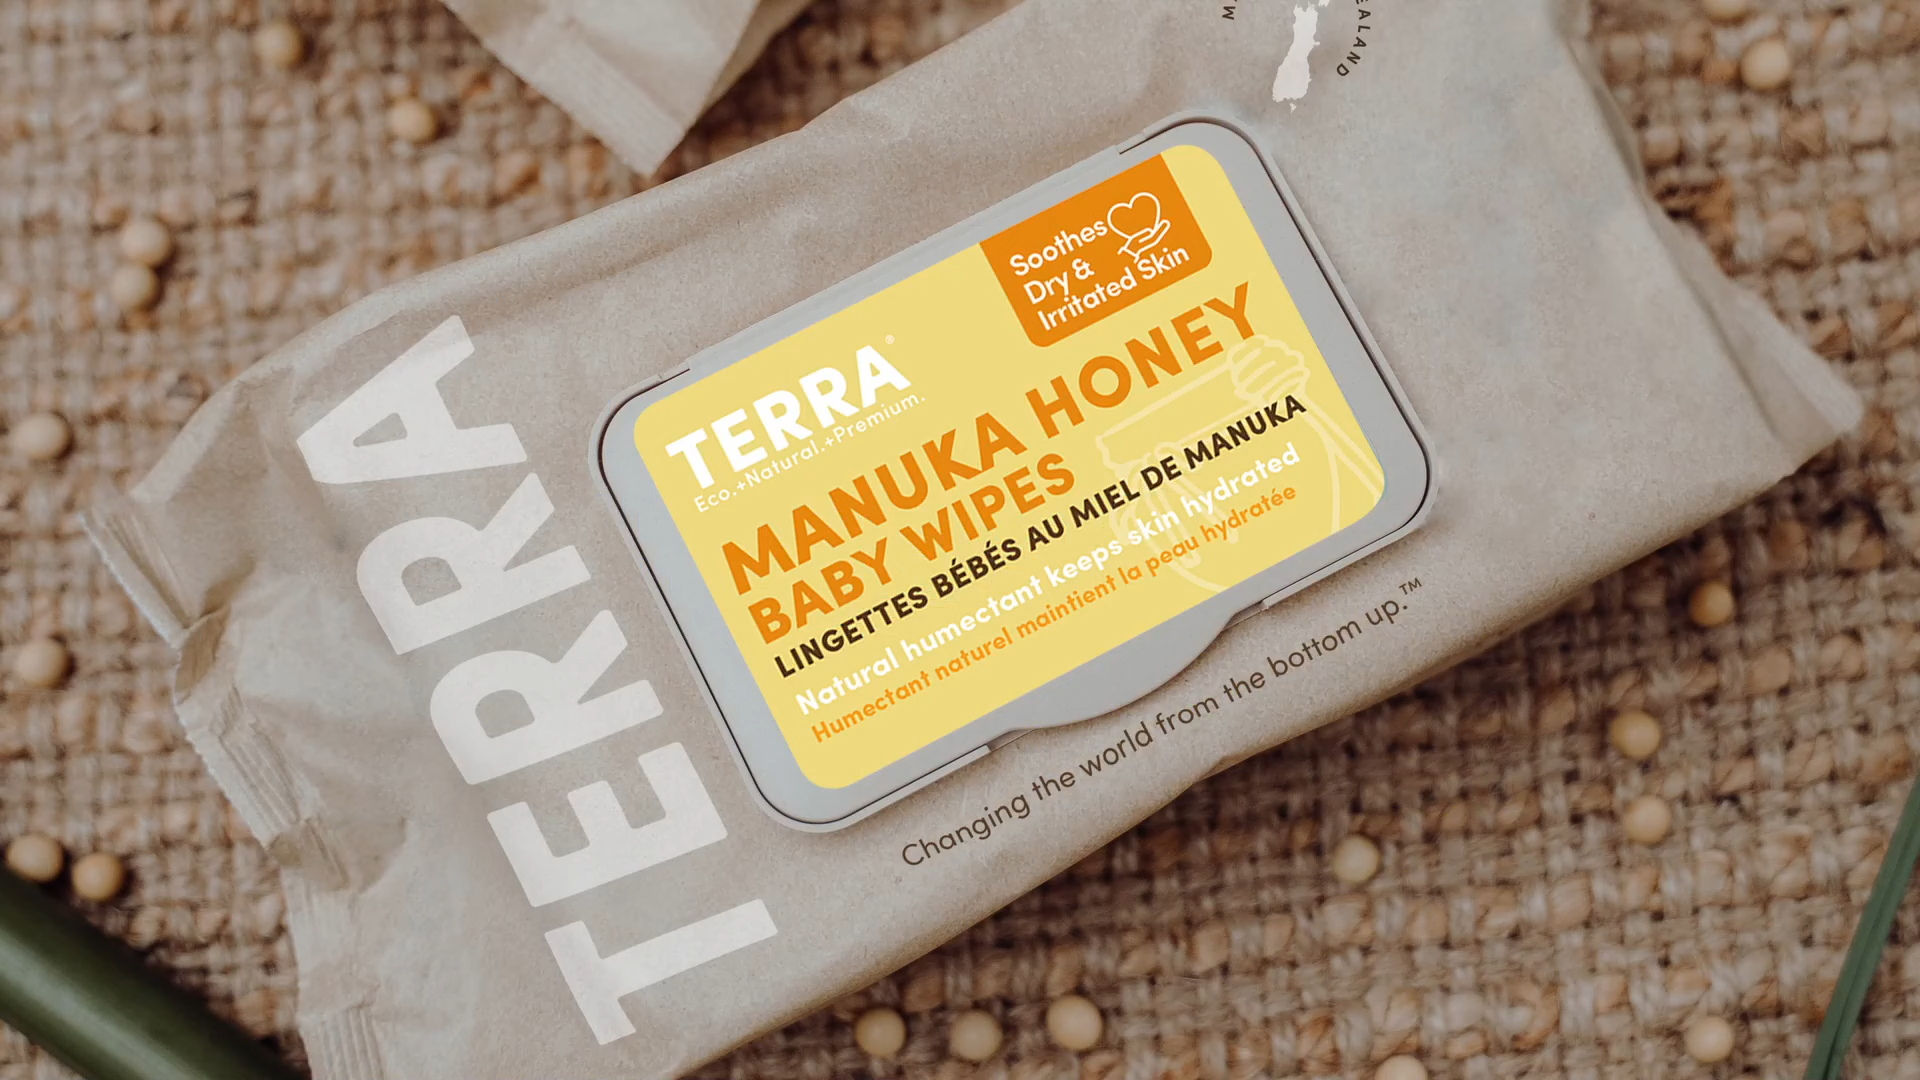 EALAND
Soothes
Dry &
Irritated Skin
TERRA®
Eco.+Natural.+Premium.
MANUKA HONEY
BABY WIPES
LINGETTES BÉBÉS AU MIEL DE MANUKA
Natural humectant keeps skin hydrated
Humectant naturel maintient la peau hydratée
TERRA
Changing the world from the bottom up.™